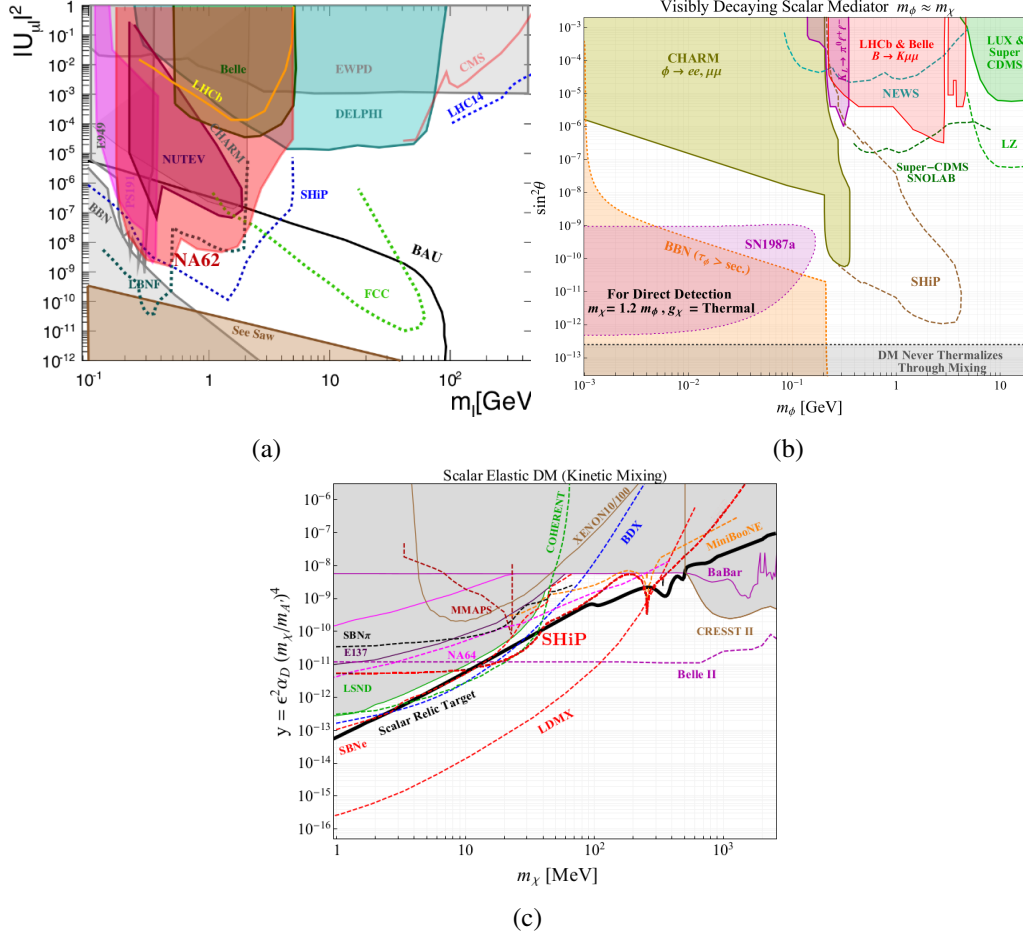 |U_μ|²
1
10⁻¹
10⁻²
10⁻³
10⁻⁴
10⁻⁵
10⁻⁶
10⁻⁷
10⁻⁸
10⁻⁹
10⁻¹⁰
10⁻¹¹
10⁻¹²
Belle
LHCb
EWPD
CMS
DELPHI
LHC14
E949
CHARM
NUTEV
PS191
SHiP
BBN
NA62
BAU
LBNF
FCC
See Saw
10⁻¹
1
10
10²
m_I[GeV
(a)
Visibly Decaying Scalar Mediator m_ϕ ≈ m_χ
sin²θ
10⁻³
10⁻⁴
10⁻⁵
10⁻⁶
10⁻⁷
10⁻⁸
10⁻⁹
10⁻¹⁰
10⁻¹¹
10⁻¹²
10⁻¹³
CHARM
ϕ → ee, μμ
K_L → π⁰ℓ⁺ℓ⁻
LHCb & Belle
B → Kμμ
LUX &
Super
CDMS
NEWS
LZ
Super−CDMS
SNOLAB
SN1987a
BBN (τ_ϕ > sec.)
SHiP
For Direct Detection
m_χ = 1.2 m_ϕ , g_χ = Thermal
DM Never Thermalizes
Through Mixing
10⁻³
10⁻²
10⁻¹
1
10
m_ϕ [GeV]
(b)
Scalar Elastic DM (Kinetic Mixing)
y = ϵ² α_D (m_χ/m_A′)⁴
10⁻⁶
10⁻⁷
10⁻⁸
10⁻⁹
10⁻¹⁰
10⁻¹¹
10⁻¹²
10⁻¹³
10⁻¹⁴
10⁻¹⁵
10⁻¹⁶
COHERENT
XENON10/100
BDX
MiniBooNE
BaBar
MMAPS
CRESST II
SBNπ
SHiP
E137
NA64
Belle II
LSND
Scalar Relic Target
LDMX
SBNe
1
10
10²
10³
m_χ [MeV]
(c)